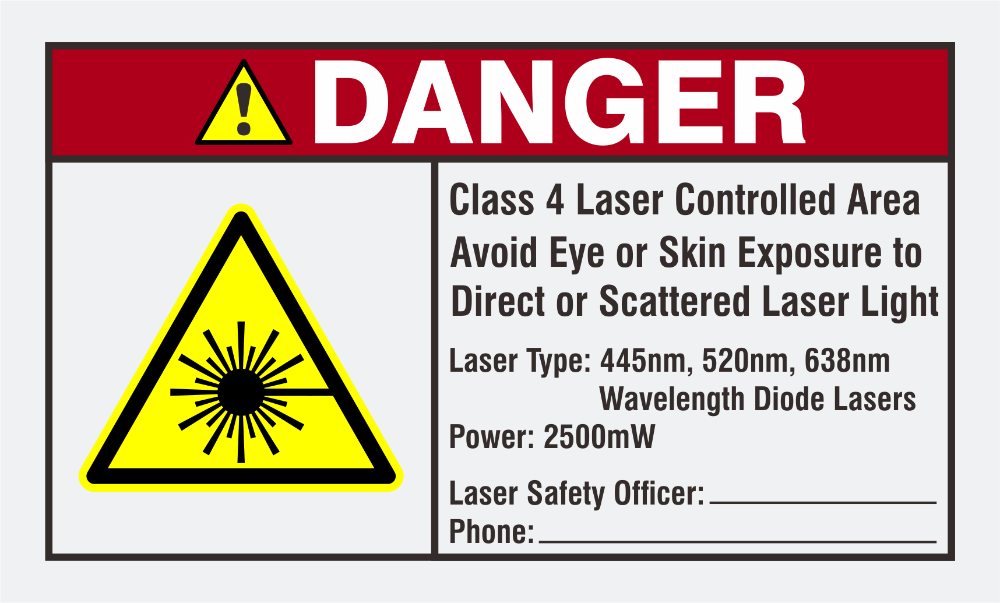 ! DANGER
Class 4 Laser Controlled Area
Avoid Eye or Skin Exposure to
Direct or Scattered Laser Light
Laser Type: 445nm, 520nm, 638nm
Wavelength Diode Lasers
Power: 2500mW
Laser Safety Officer:
Phone: